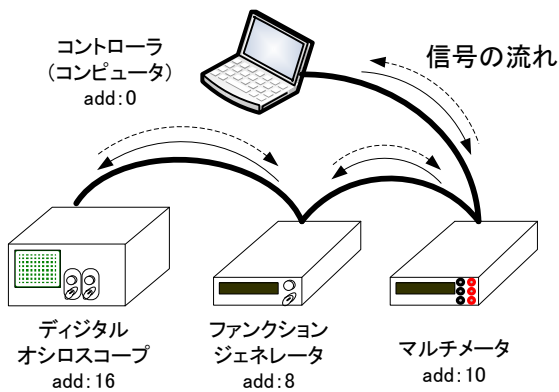 コントローラ
(コンピュータ)
add:0
信号の流れ
ディジタル
オシロスコープ
add:16
ファンクション
ジェネレータ
add:8
マルチメータ
add:10